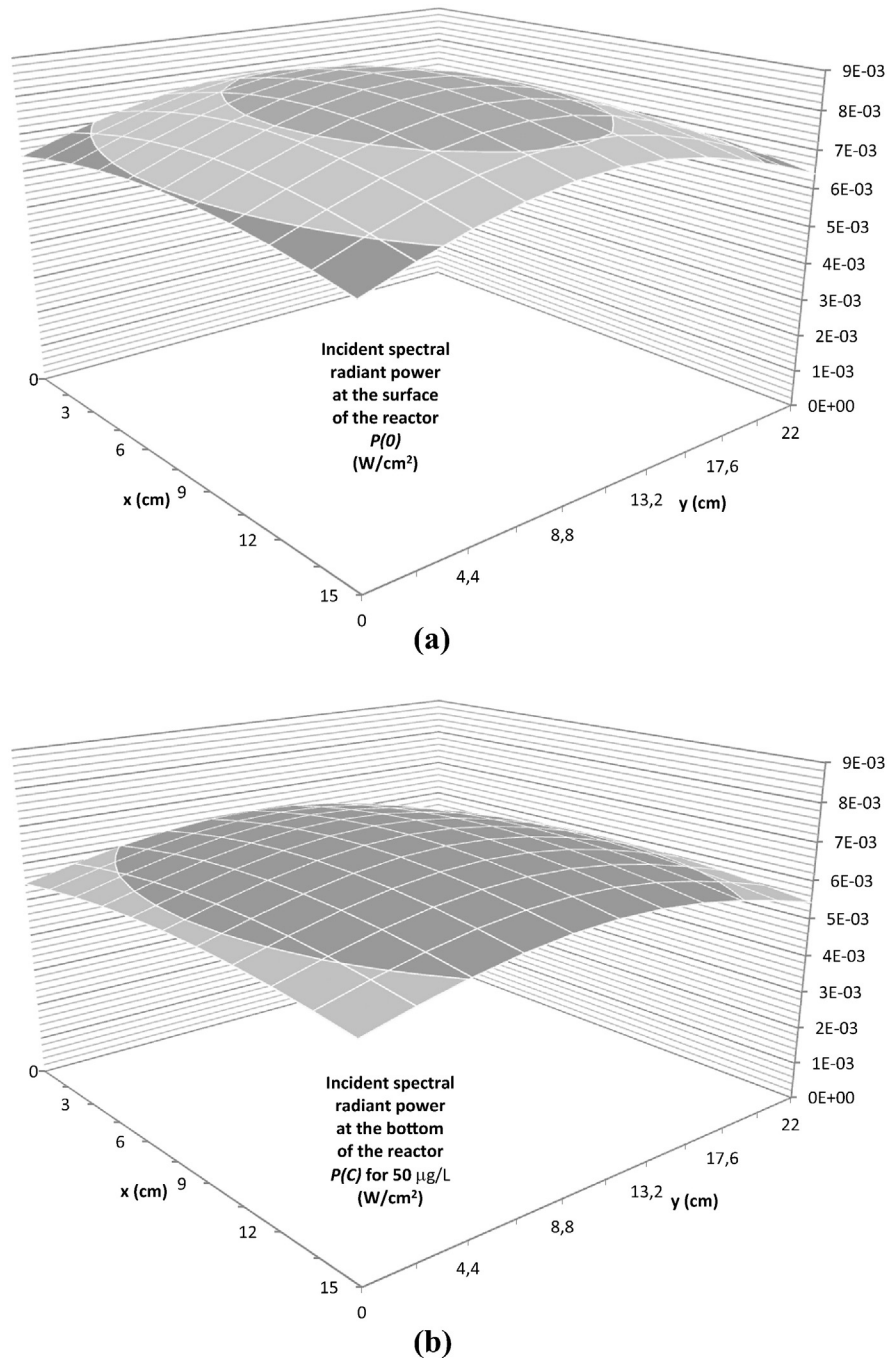 9E-03
8E-03
7E-03
6E-03
5E-03
4E-03
3E-03
2E-03
1E-03
0E+00
0
3
6
9
12
15
x (cm)
0
4,4
8,8
13,2
17,6
22
y (cm)
Incident spectral
radiant power
at the surface
of the reactor
P(0)
(W/cm²)
(a)
9E-03
8E-03
7E-03
6E-03
5E-03
4E-03
3E-03
2E-03
1E-03
0E+00
0
3
6
9
12
15
x (cm)
0
4,4
8,8
13,2
17,6
22
y (cm)
Incident spectral
radiant power
at the bottom
of the reactor
P(C) for 50 μg/L
(W/cm²)
(b)